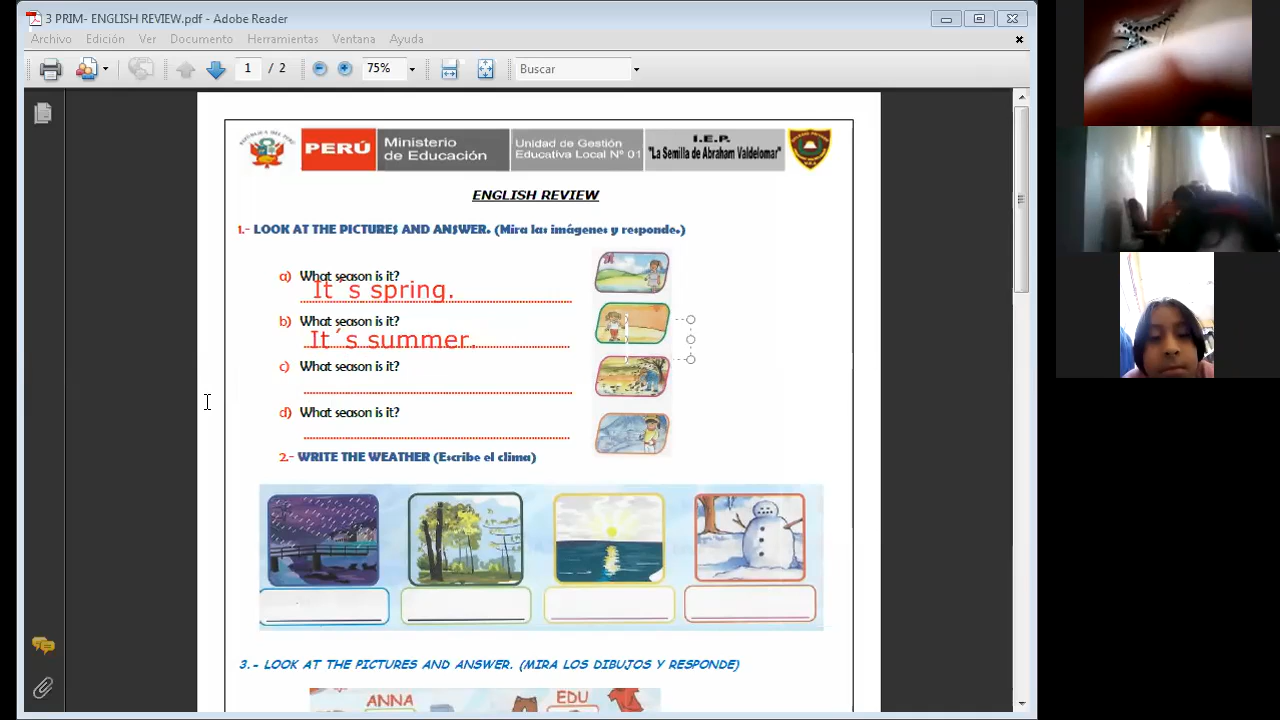 3 PRIM- ENGLISH REVIEW.pdf - Adobe Reader
Archivo Edición Ver Documento Herramientas Ventana Ayuda
1 / 2 75% Buscar
PERÚ Ministerio de Educación Unidad de Gestión Educativa Local Nº 01 I.E.P. "La Semilla de Abraham Valdelomar"
ENGLISH REVIEW
1.- LOOK AT THE PICTURES AND ANSWER. (Mira las imágenes y responde.)
a) What season is it?
It´s spring.
b) What season is it?
It´s summer.
c) What season is it?
d) What season is it?
2.- WRITE THE WEATHER (Escribe el clima)
3.- LOOK AT THE PICTURES AND ANSWER. (MIRA LOS DIBUJOS Y RESPONDE)
ANNA EDU